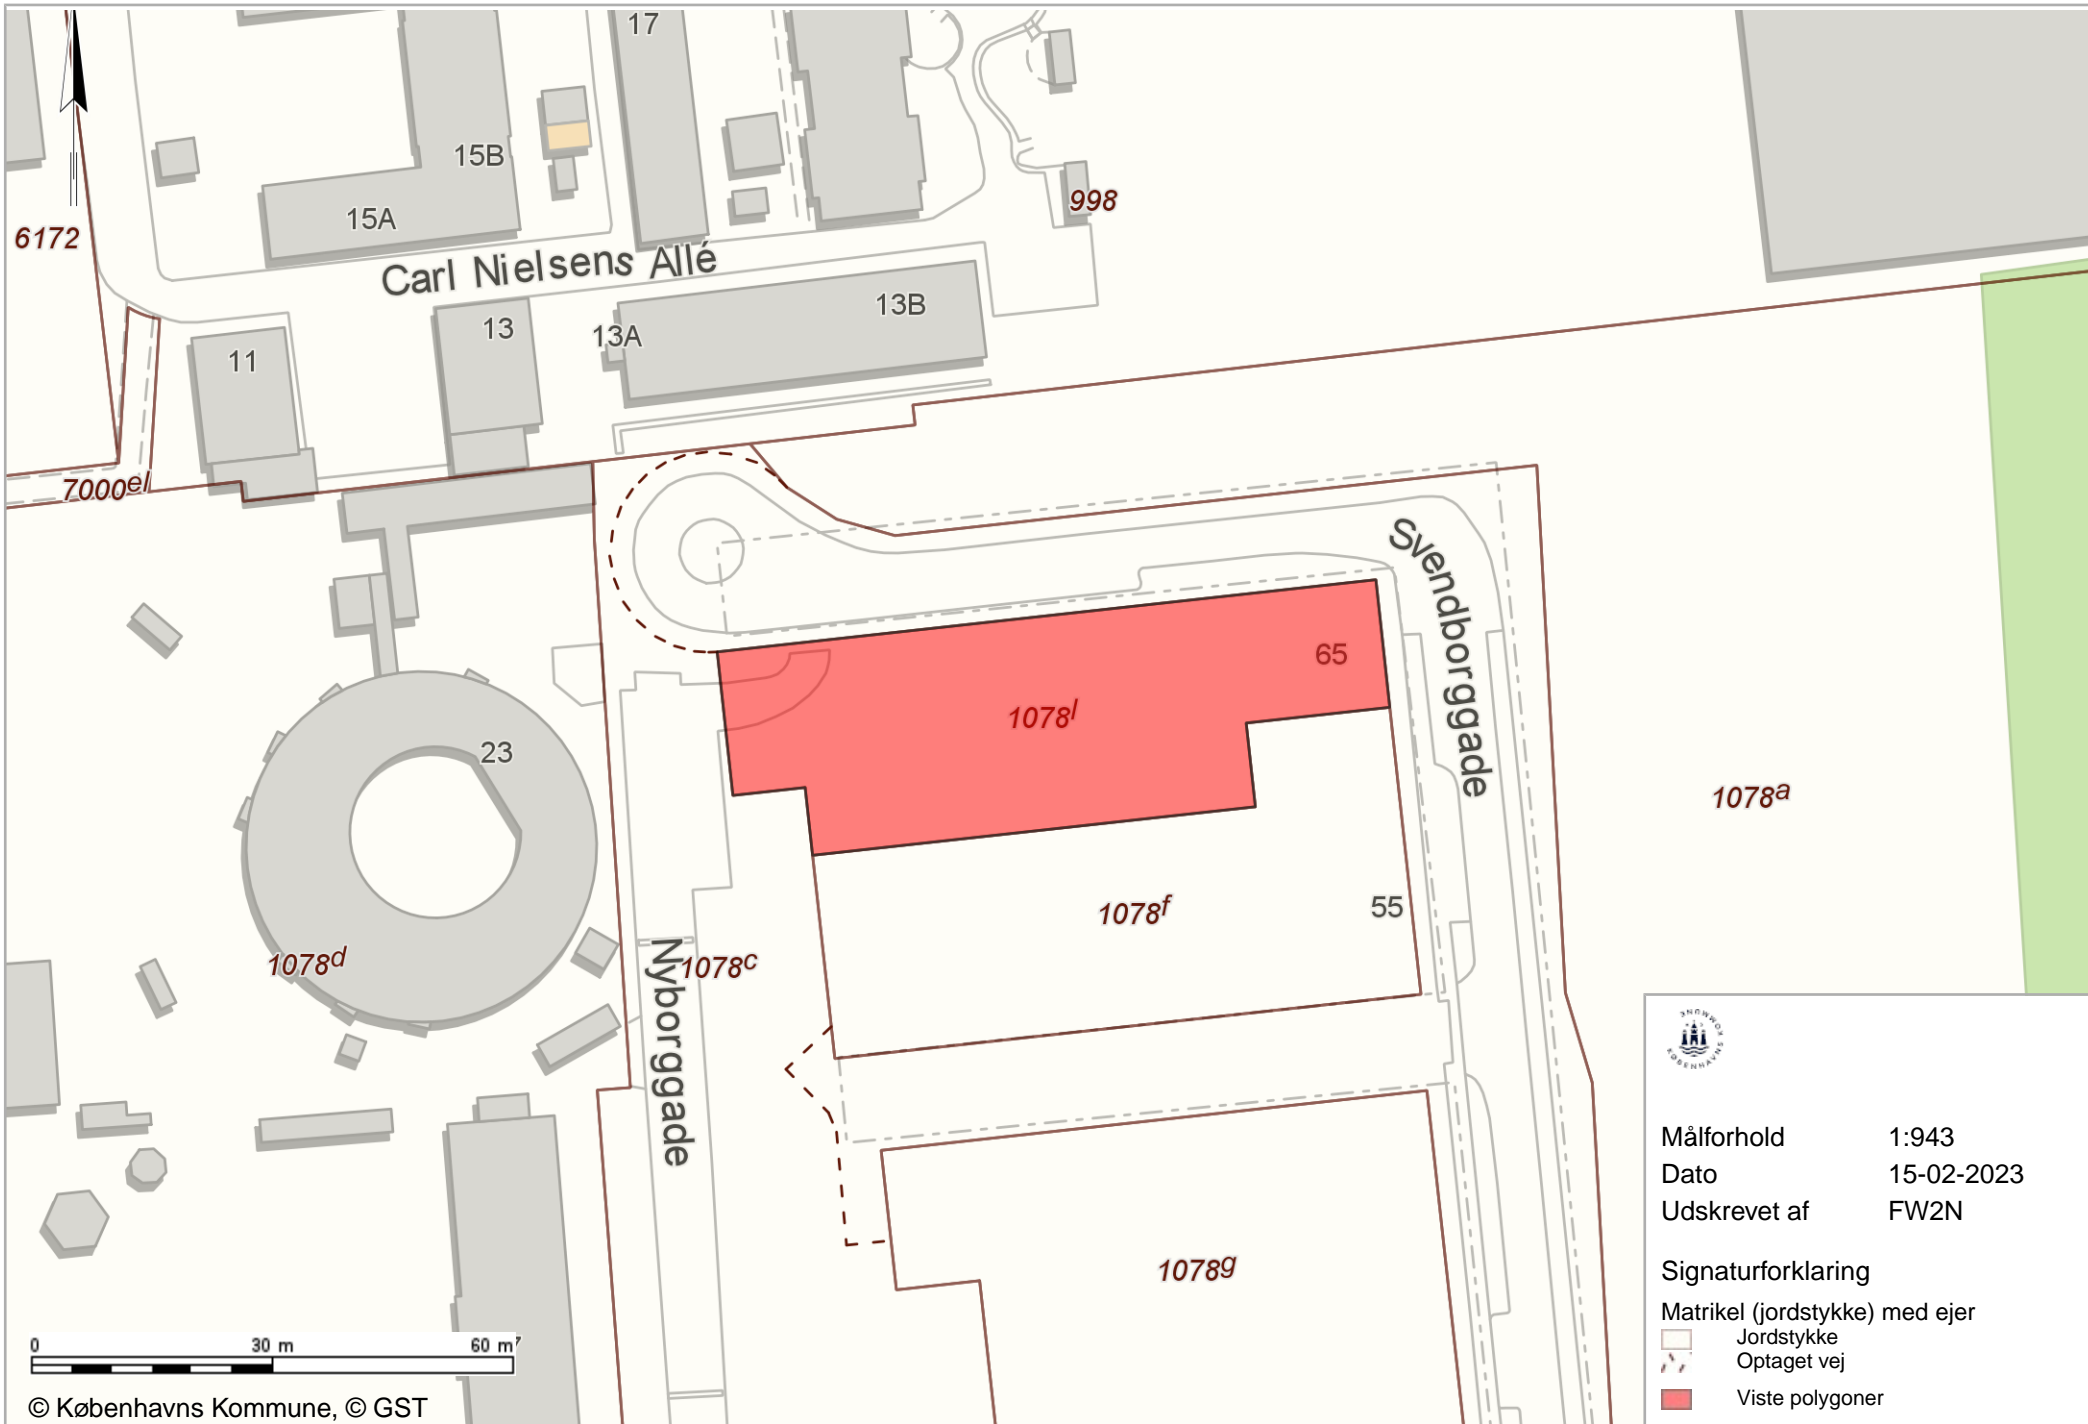 17
15B
15A
998
6172
Carl Nielsens Allé
13B
13
13A
11
7000el
Svendborggade
65
1078l
23
1078a
1078f
55
1078d
1078c
Nyborggade
1078g
KØBENHAVNS KOMMUNE
Målforhold 1:943
Dato 15-02-2023
Udskrevet af FW2N
Signaturforklaring
Matrikel (jordstykke) med ejer
Jordstykke
Optaget vej
Viste polygoner
0 30 m 60 m
© Københavns Kommune, © GST